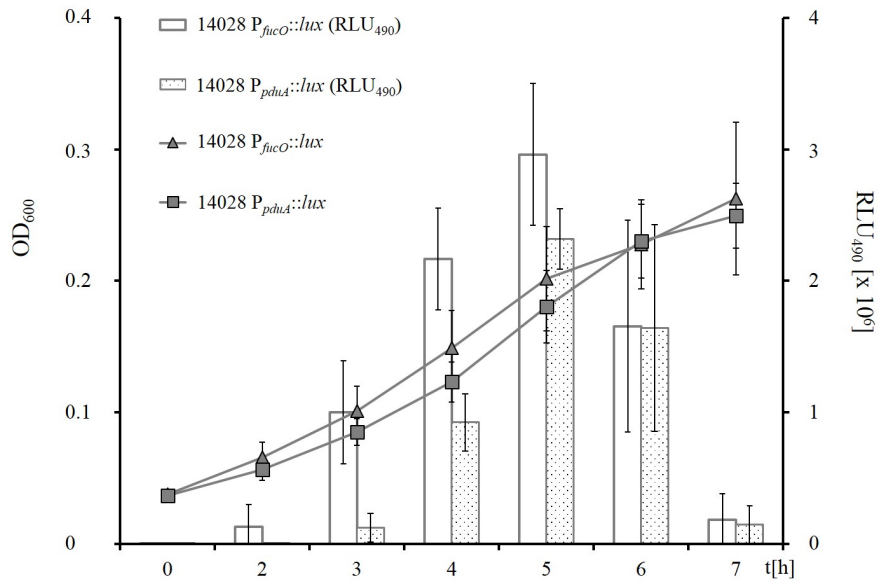 0.4
0.3
0.2
0.1
0
OD600
14028 PfucO::lux (RLU490)
14028 PpduA::lux (RLU490)
14028 PfucO::lux
14028 PpduA::lux
4
3
2
1
0
RLU490 [x 10⁶]
0 2 3 4 5 6 7 t[h]